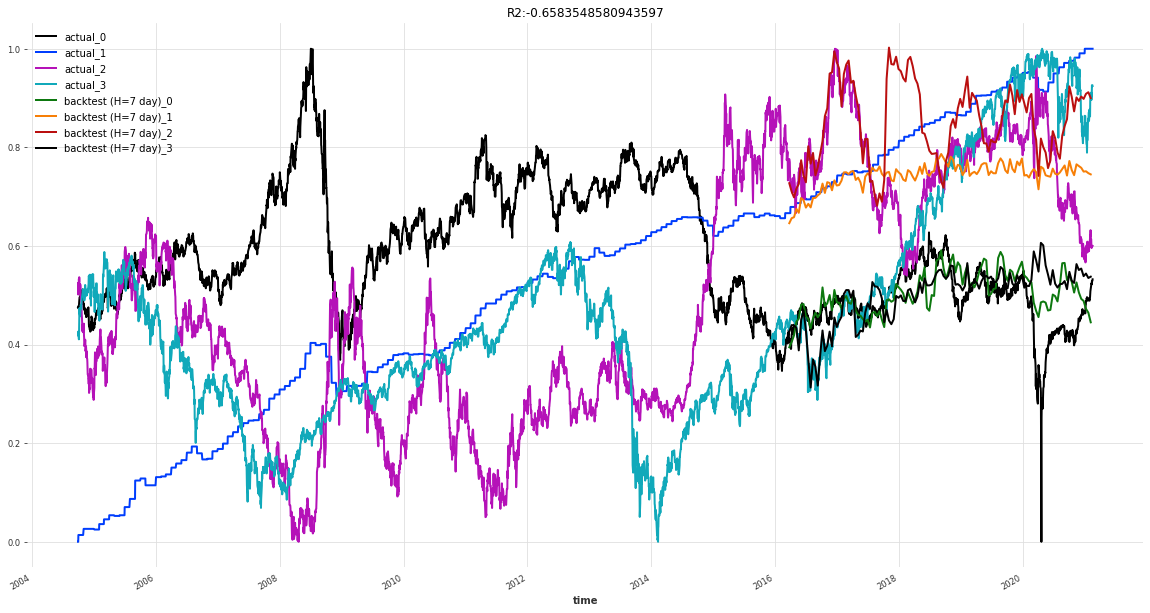 R2:-0.6583548580943597
actual_0
actual_1
actual_2
actual_3
backtest (H=7 day)_0
backtest (H=7 day)_1
backtest (H=7 day)_2
backtest (H=7 day)_3
1.0
0.8
0.6
0.4
0.2
0.0
2004 2006 2008 2010 2012 2014 2016 2018 2020
time